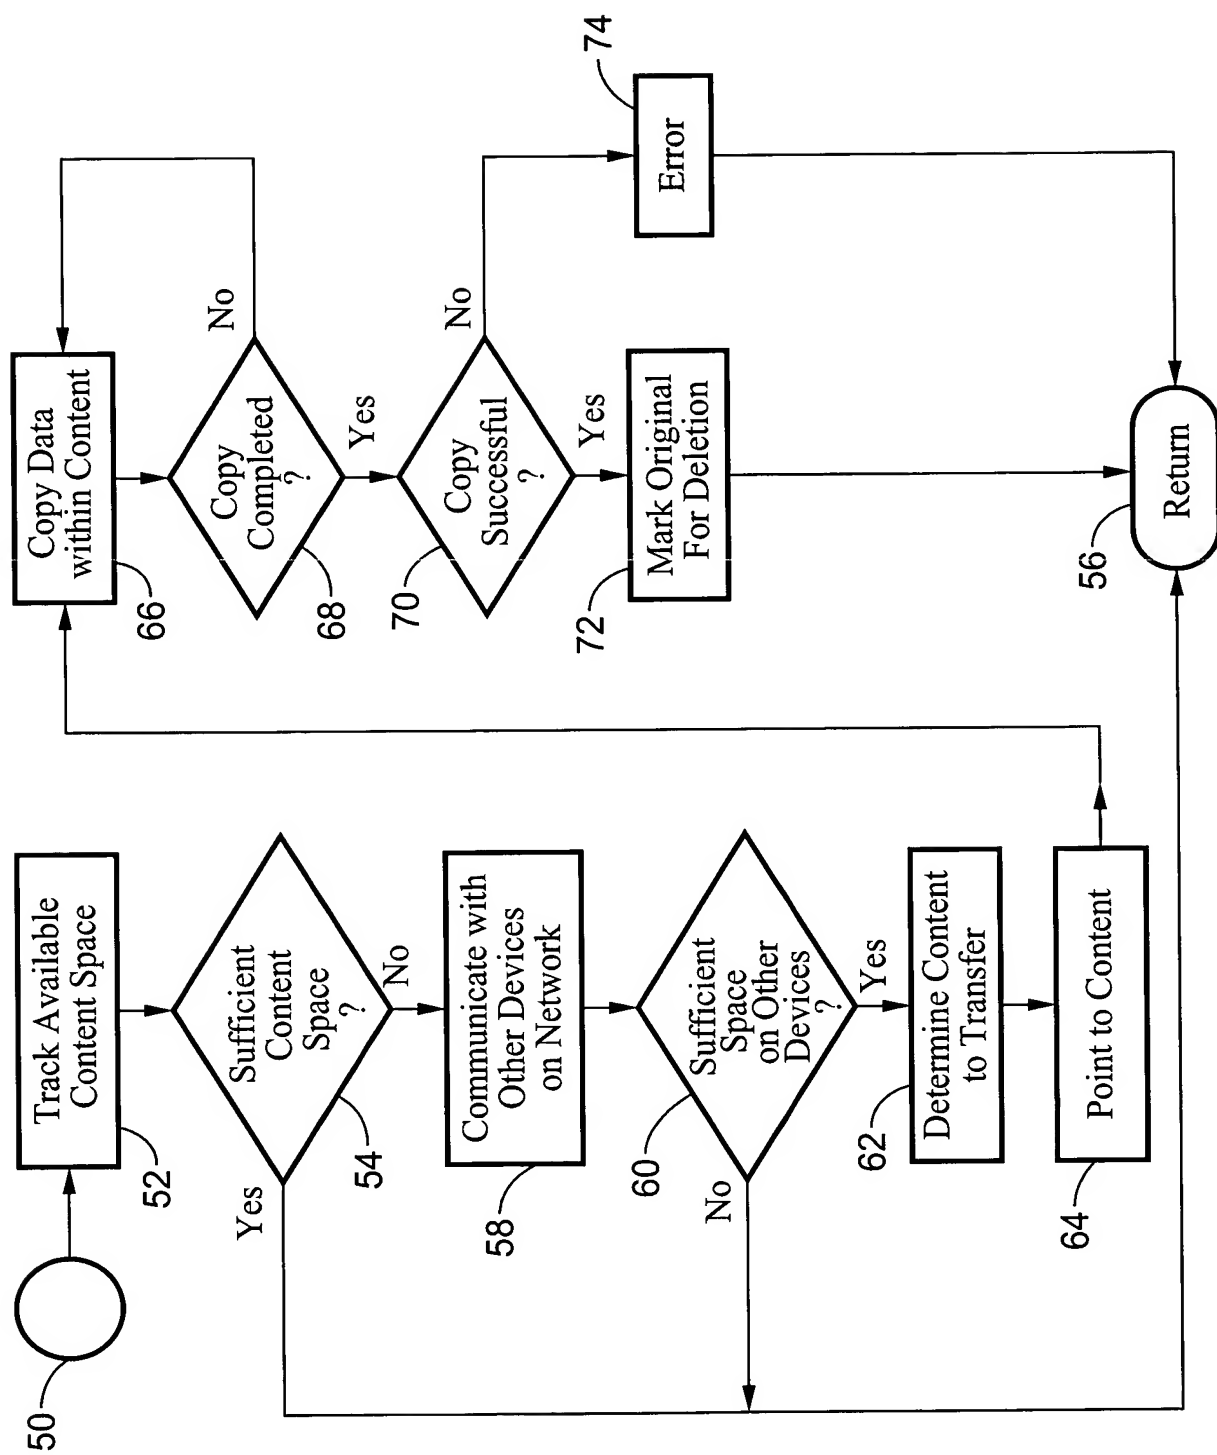 50
Track Available
Content Space
52
Sufficient
Content
Space
?
54
Yes
No
Communicate with
Other Devices
on Network
58
Sufficient
Space
on Other
Devices
?
60
No
Yes
Determine Content
to Transfer
62
Point to Content
64
Copy Data
within Content
66
Copy
Completed
?
68
No
Yes
Copy
Successful
?
70
No
Yes
Mark Original
For Deletion
72
Error
74
Return
56